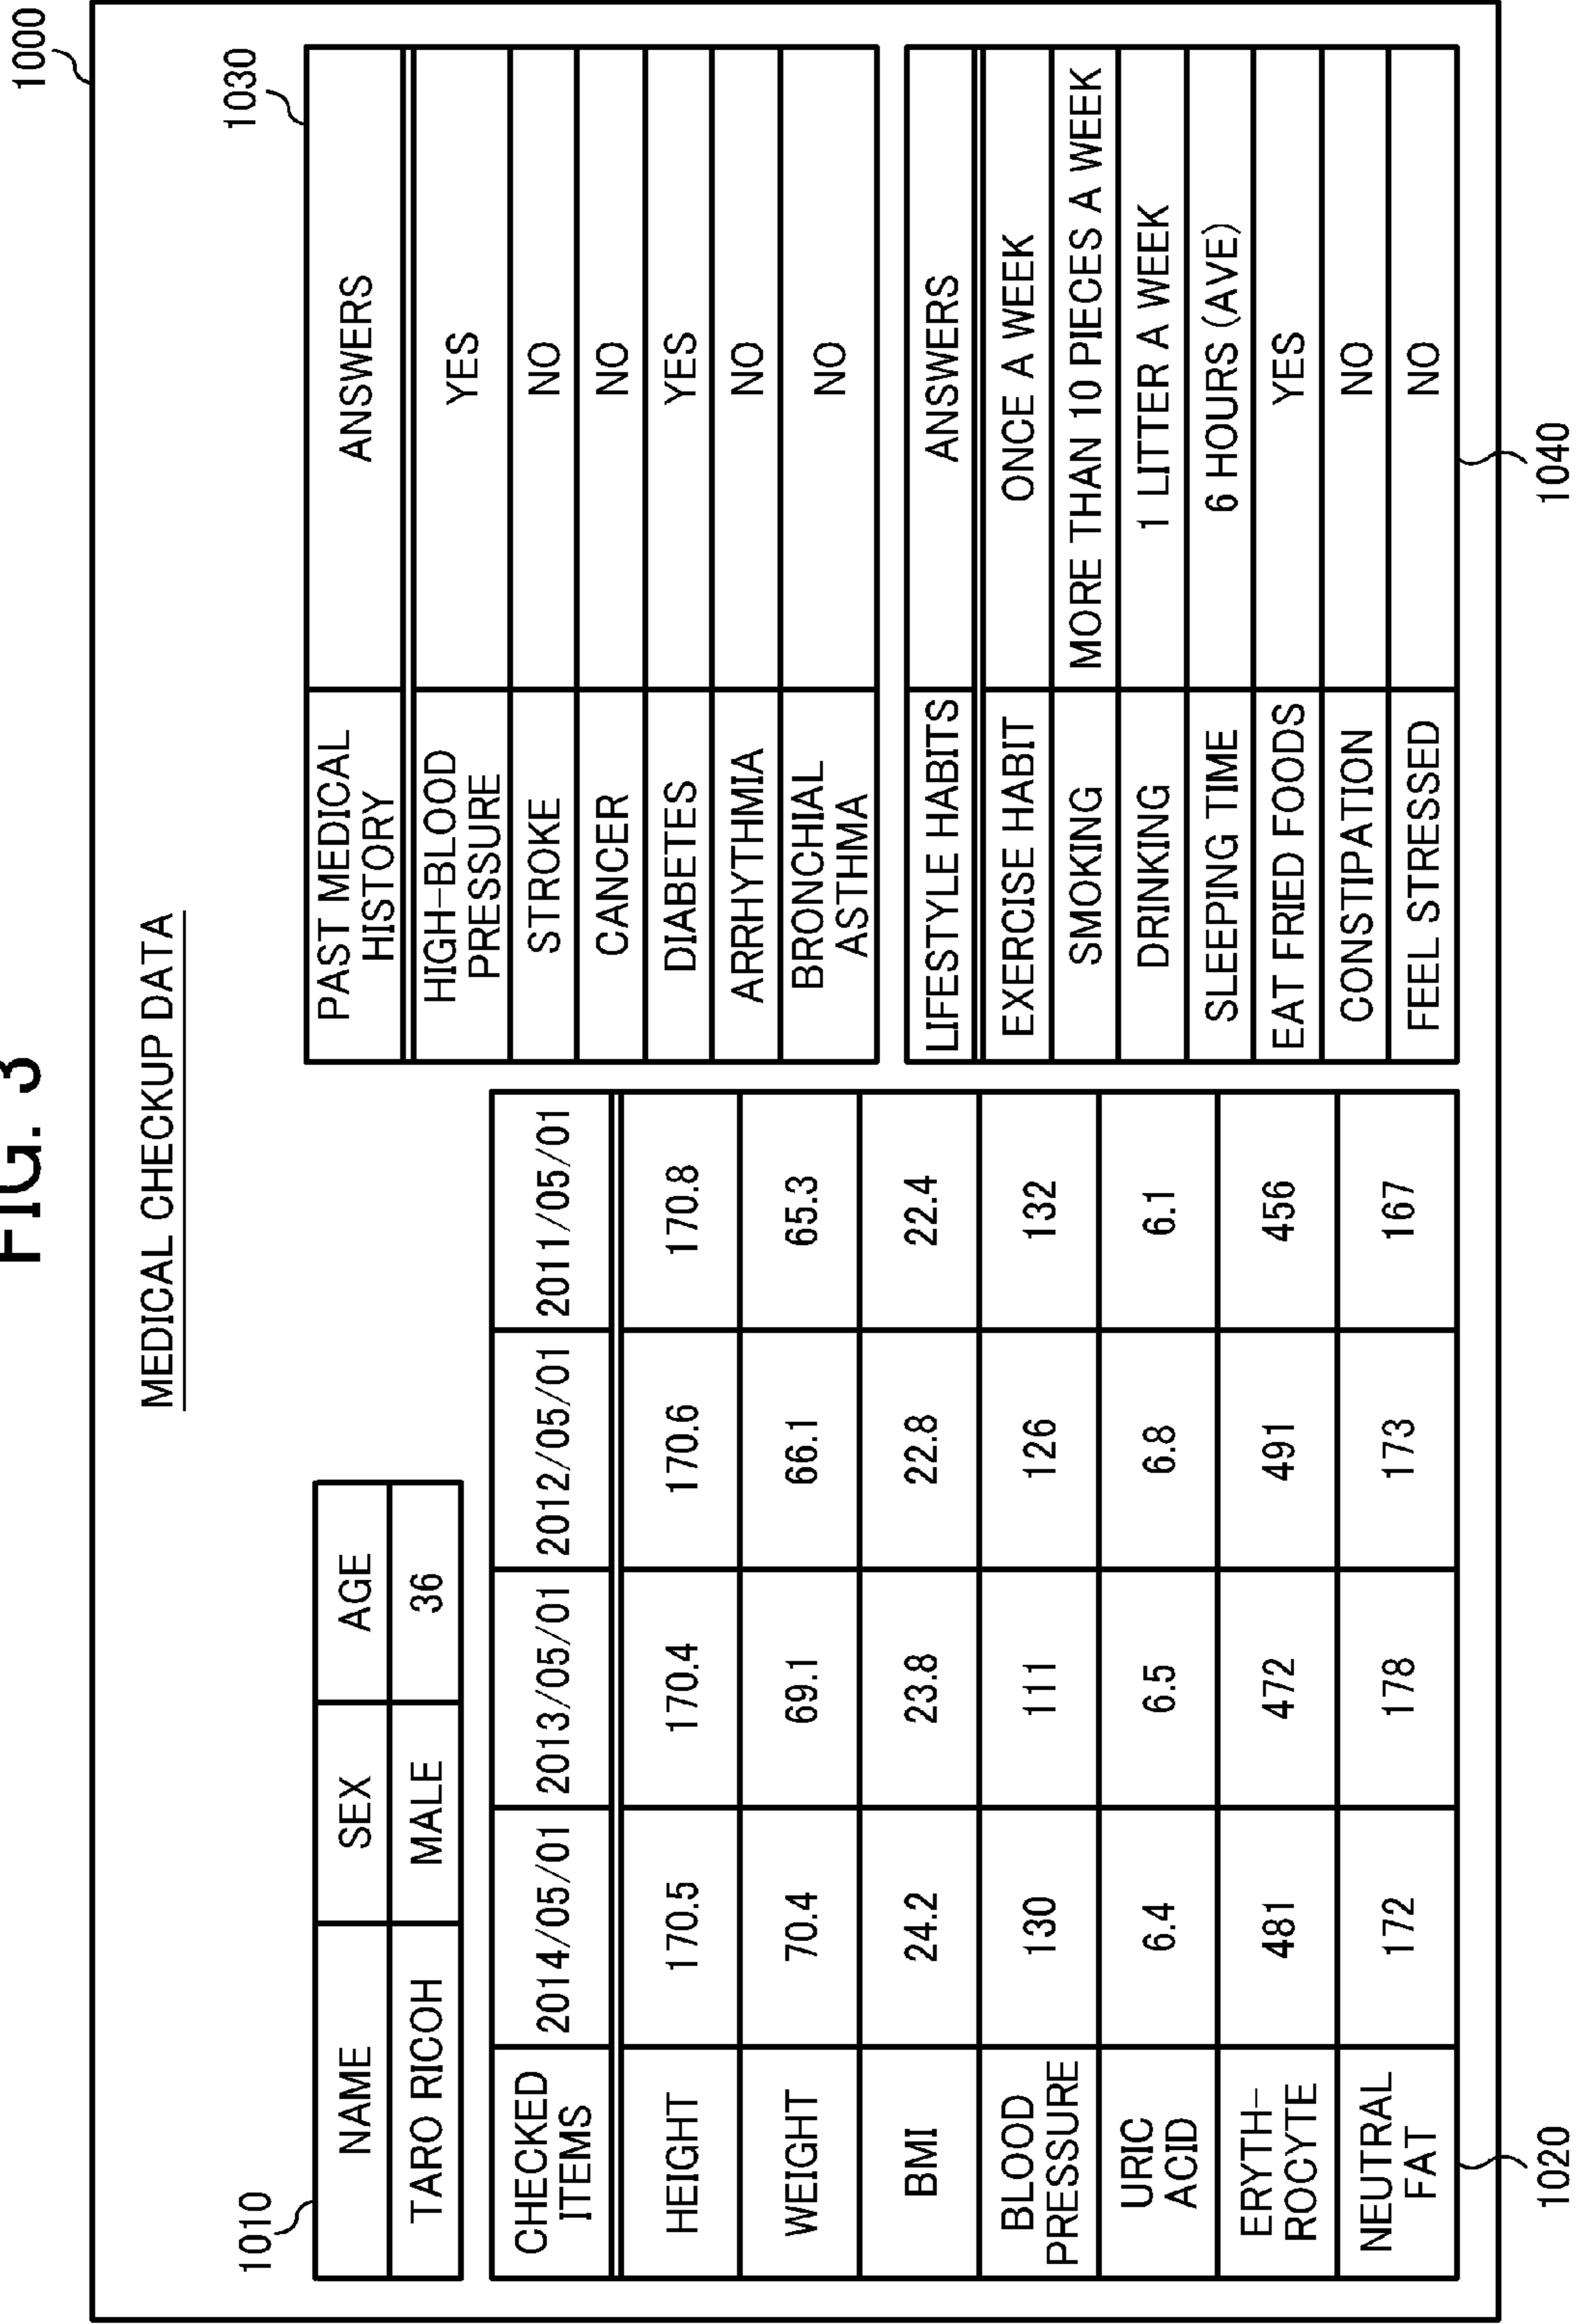 FIG. 3
1000
MEDICAL CHECKUP DATA
1010
NAME SEX AGE
TARO RICOH MALE 36
CHECKED ITEMS 2014/05/01 2013/05/01 2012/05/01 2011/05/01
HEIGHT 170.5 170.4 170.6 170.8
WEIGHT 70.4 69.1 66.1 65.3
BMI 24.2 23.8 22.8 22.4
BLOOD PRESSURE 130 111 126 132
URIC ACID 6.4 6.5 6.8 6.1
ERYTH-ROCYTE 481 472 491 456
NEUTRAL FAT 172 178 173 167
1020
1030
PAST MEDICAL HISTORY ANSWERS
HIGH-BLOOD PRESSURE YES
STROKE NO
CANCER NO
DIABETES YES
ARRHYTHMIA NO
BRONCHIAL ASTHMA NO
LIFESTYLE HABITS ANSWERS
EXERCISE HABIT ONCE A WEEK
SMOKING MORE THAN 10 PIECES A WEEK
DRINKING 1 LITTER A WEEK
SLEEPING TIME 6 HOURS (AVE)
EAT FRIED FOODS YES
CONSTIPATION NO
FEEL STRESSED NO
1040